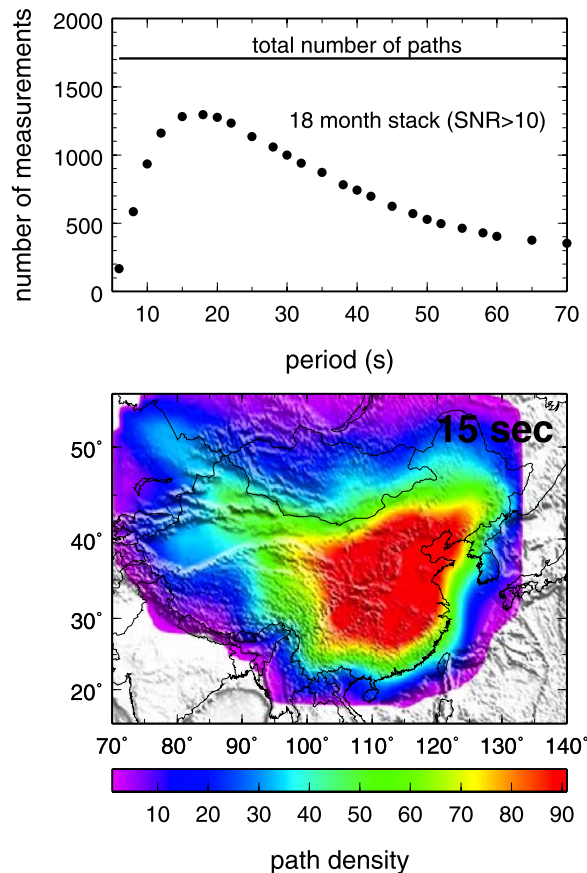 2000
total number of paths
1500
18 month stack (SNR>10)
1000
500
0
number of measurements
10 20 30 40 50 60 70
period (s)
15 sec
50°
40°
30°
20°
70° 80° 90° 100° 110° 120° 130° 140°
10 20 30 40 50 60 70 80 90
path density